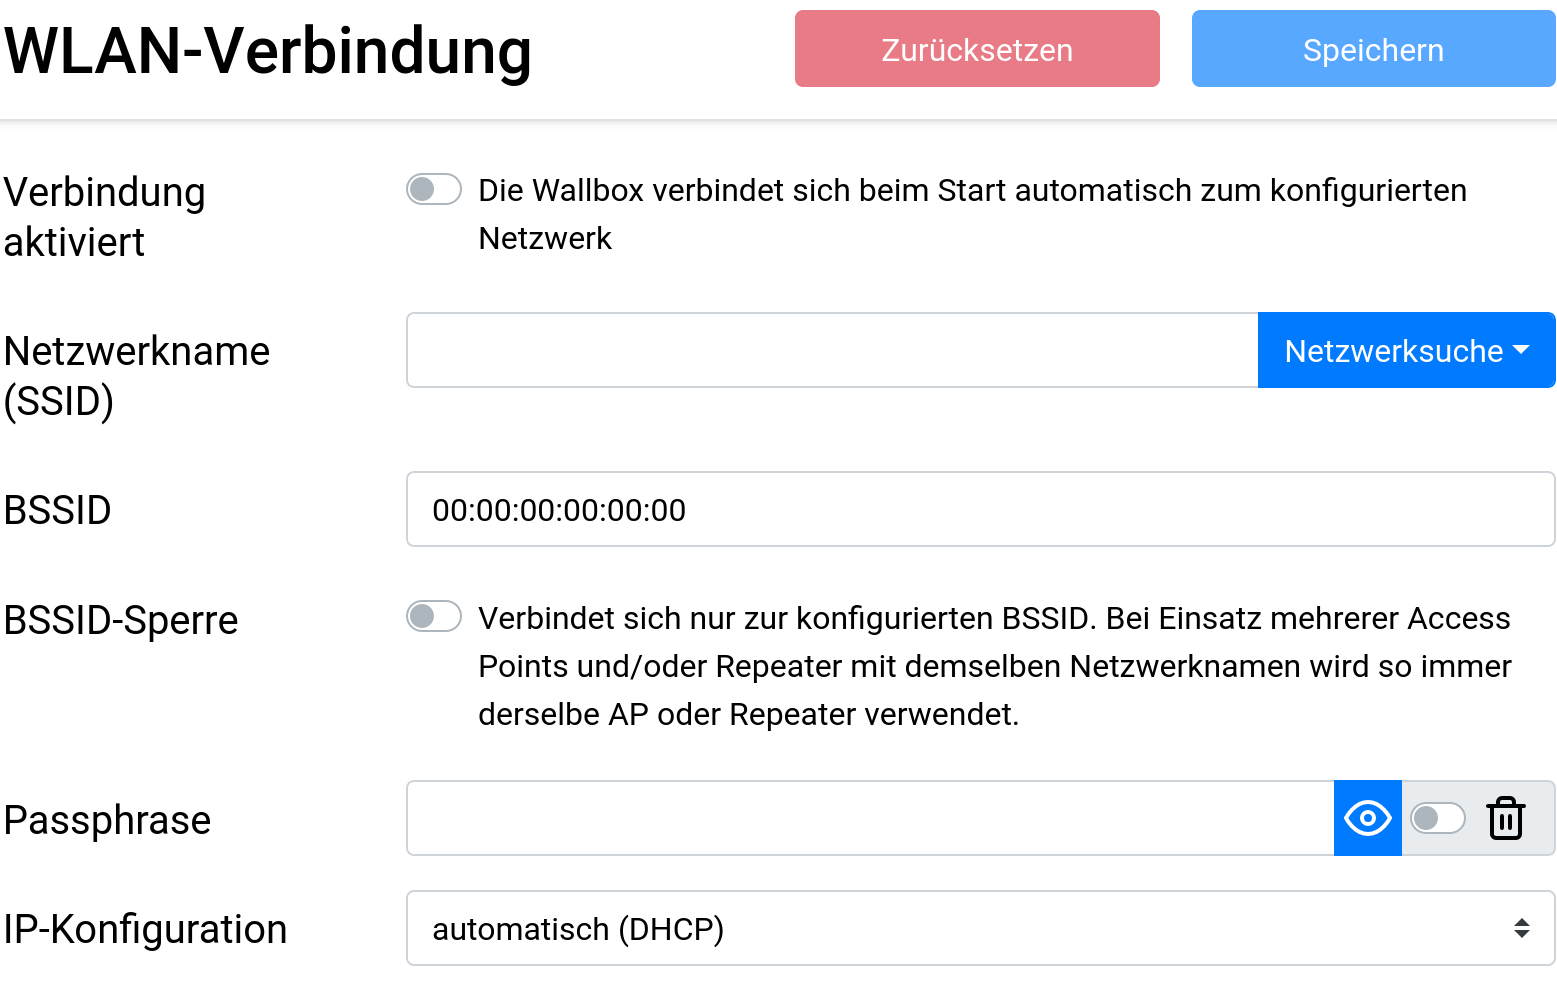 WLAN-Verbindung
Zurücksetzen
Speichern
Verbindung
aktiviert
Die Wallbox verbindet sich beim Start automatisch zum konfigurierten
Netzwerk
Netzwerkname
(SSID)
Netzwerksuche
BSSID
00:00:00:00:00:00
BSSID-Sperre
Verbindet sich nur zur konfigurierten BSSID. Bei Einsatz mehrerer Access
Points und/oder Repeater mit demselben Netzwerknamen wird so immer
derselbe AP oder Repeater verwendet.
Passphrase
IP-Konfiguration
automatisch (DHCP)